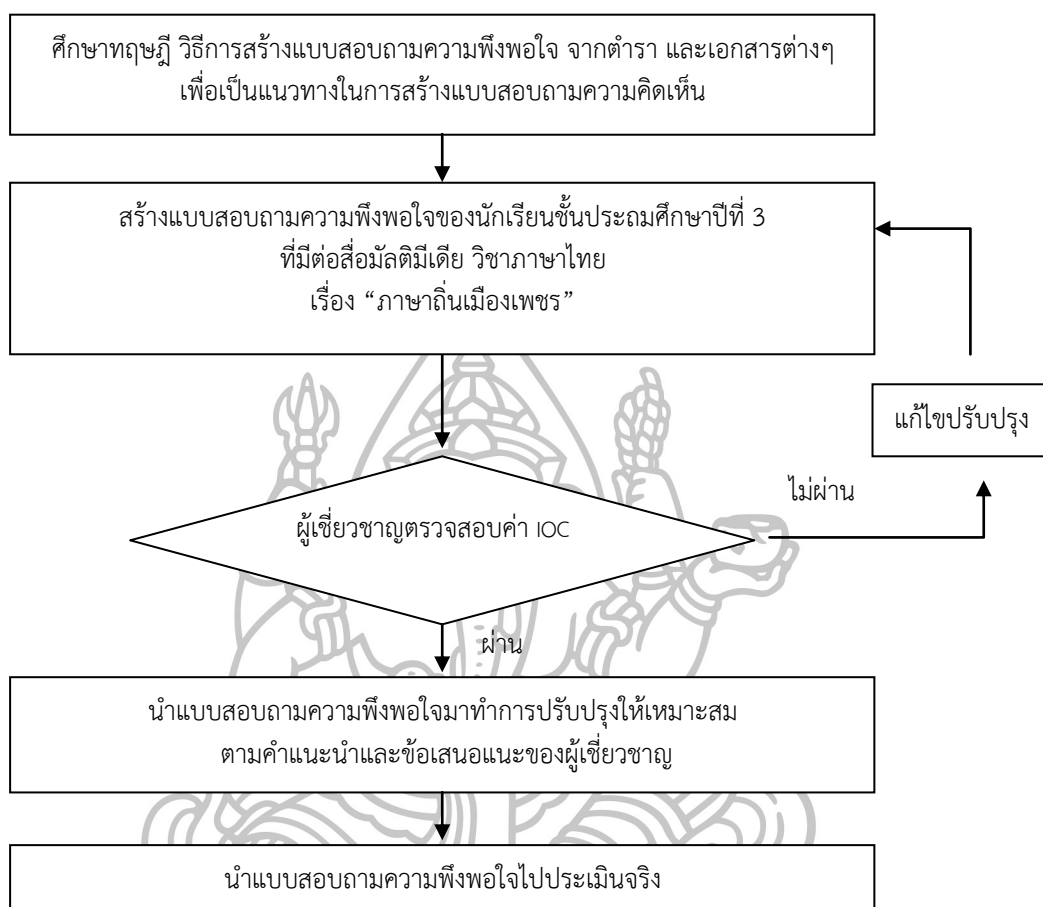 ศึกษาทฤษฎี วิธีการสร้างแบบสอบถามความพึงพอใจ จากตำรา และเอกสารต่างๆ
เพื่อเป็นแนวทางในการสร้างแบบสอบถามความคิดเห็น
สร้างแบบสอบถามความพึงพอใจของนักเรียนชั้นประถมศึกษาปีที่ 3
ที่มีต่อสื่อมัลติมีเดีย วิชาภาษาไทย
เรื่อง “ภาษาถิ่นเมืองเพชร”
แก้ไขปรับปรุง
ไม่ผ่าน
ผู้เชี่ยวชาญตรวจสอบค่า IOC
ผ่าน
นำแบบสอบถามความพึงพอใจมาทำการปรับปรุงให้เหมาะสม
ตามคำแนะนำและข้อเสนอแนะของผู้เชี่ยวชาญ
นำแบบสอบถามความพึงพอใจไปประเมินจริง